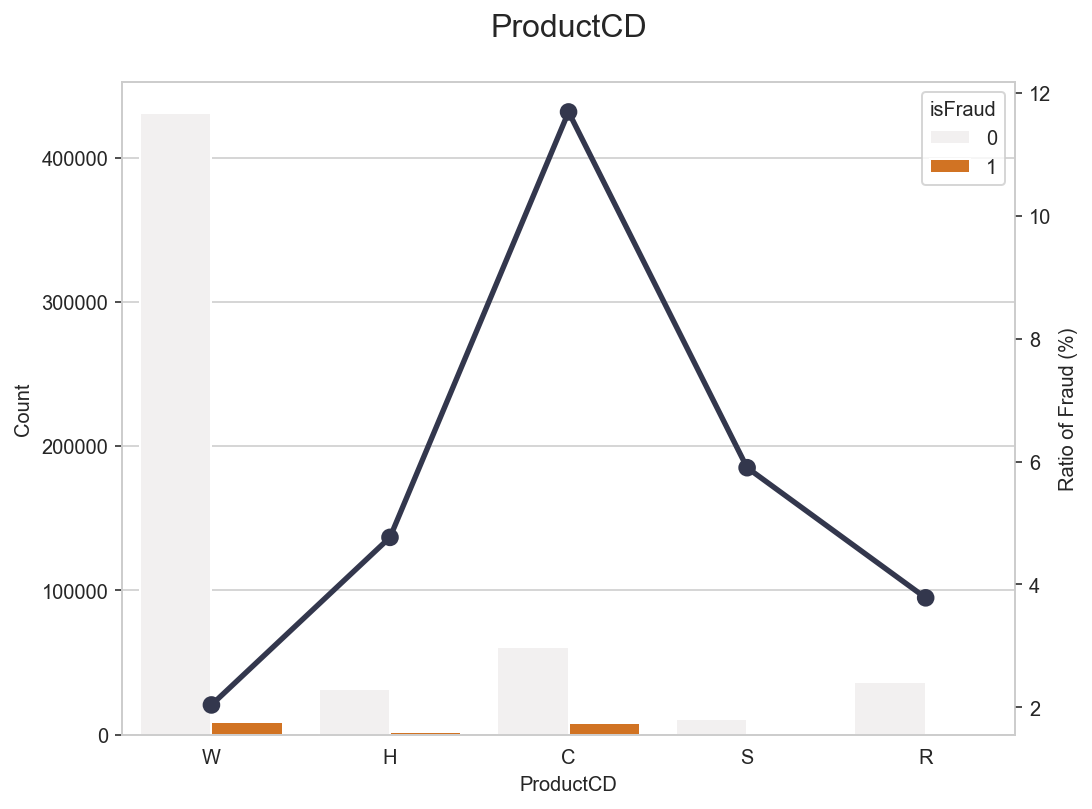 ProductCD
isFraud
0
1
Count
400000
300000
200000
100000
0
12
10
8
6
4
2
Ratio of Fraud (%)
W H C S R
ProductCD